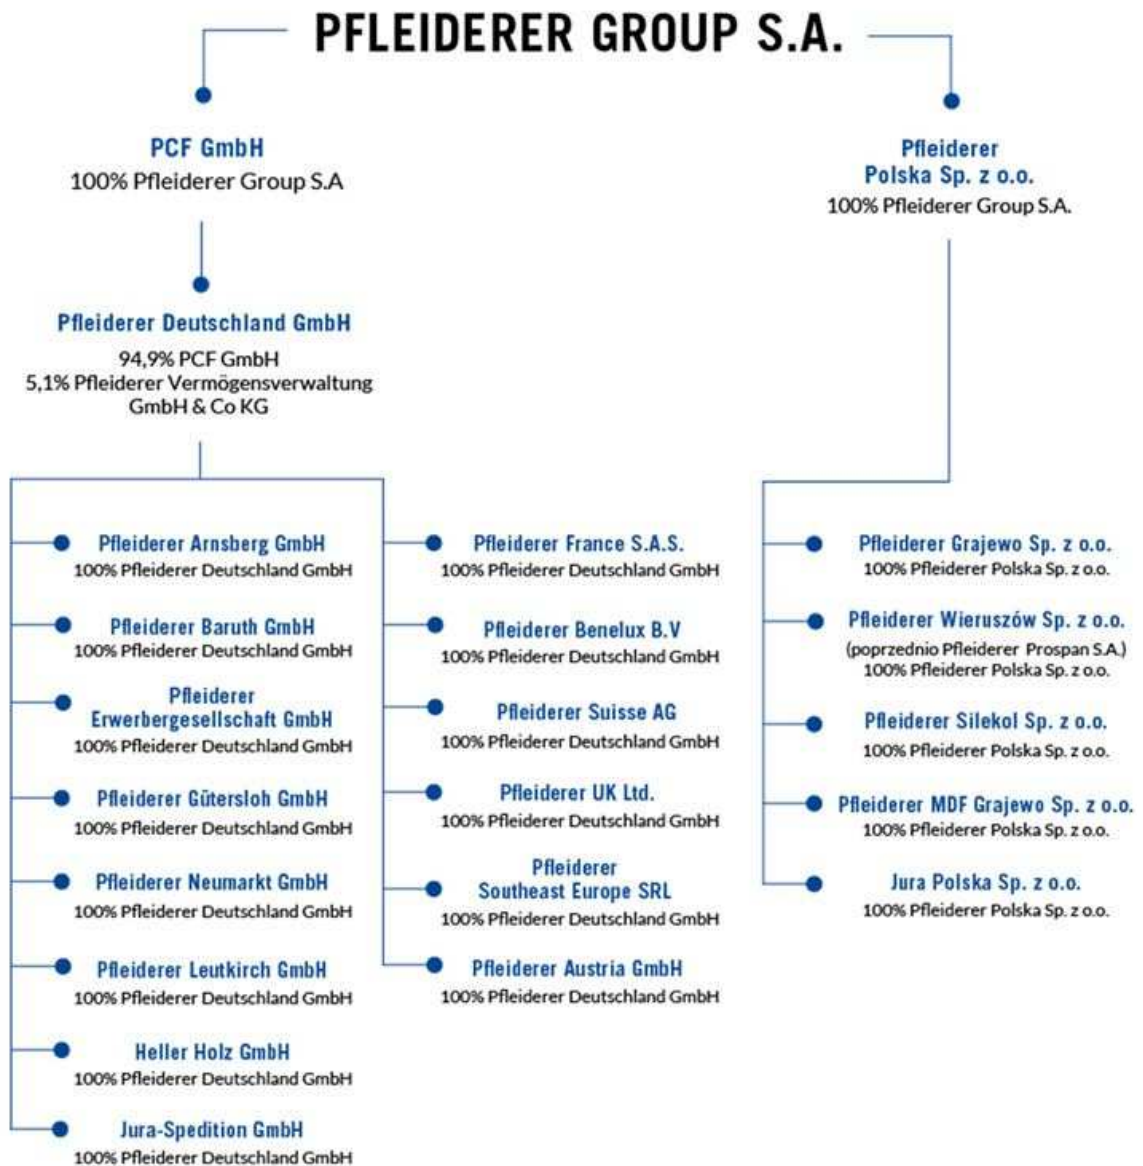 PFLEIDERER GROUP S.A.
PCF GmbH
100% Pfleiderer Group S.A
Pfleiderer
Polska Sp. z o.o.
100% Pfleiderer Group S.A.
Pfleiderer Deutschland GmbH
94,9% PCF GmbH
5,1% Pfleiderer Vermögensverwaltung
GmbH & Co KG
Pfleiderer Arnsberg GmbH
100% Pfleiderer Deutschland GmbH
Pfleiderer Baruth GmbH
100% Pfleiderer Deutschland GmbH
Pfleiderer
Erwerbergesellschaft GmbH
100% Pfleiderer Deutschland GmbH
Pfleiderer Gütersloh GmbH
100% Pfleiderer Deutschland GmbH
Pfleiderer Neumarkt GmbH
100% Pfleiderer Deutschland GmbH
Pfleiderer Leutkirch GmbH
100% Pfleiderer Deutschland GmbH
Heller Holz GmbH
100% Pfleiderer Deutschland GmbH
Jura-Spedition GmbH
100% Pfleiderer Deutschland GmbH
Pfleiderer France S.A.S.
100% Pfleiderer Deutschland GmbH
Pfleiderer Benelux B.V
100% Pfleiderer Deutschland GmbH
Pfleiderer Suisse AG
100% Pfleiderer Deutschland GmbH
Pfleiderer UK Ltd.
100% Pfleiderer Deutschland GmbH
Pfleiderer
Southeast Europe SRL
100% Pfleiderer Deutschland GmbH
Pfleiderer Austria GmbH
100% Pfleiderer Deutschland GmbH
Pfleiderer Grajewo Sp. z o.o.
100% Pfleiderer Polska Sp. z o.o.
Pfleiderer Wieruszów Sp. z o.o.
(poprzednio Pfleiderer Prospan S.A.)
100% Pfleiderer Polska Sp. z o.o.
Pfleiderer Silekol Sp. z o.o.
100% Pfleiderer Polska Sp. z o.o.
Pfleiderer MDF Grajewo Sp. z o.o.
100% Pfleiderer Polska Sp. z o.o.
Jura Polska Sp. z o.o.
100% Pfleiderer Polska Sp. z o.o.